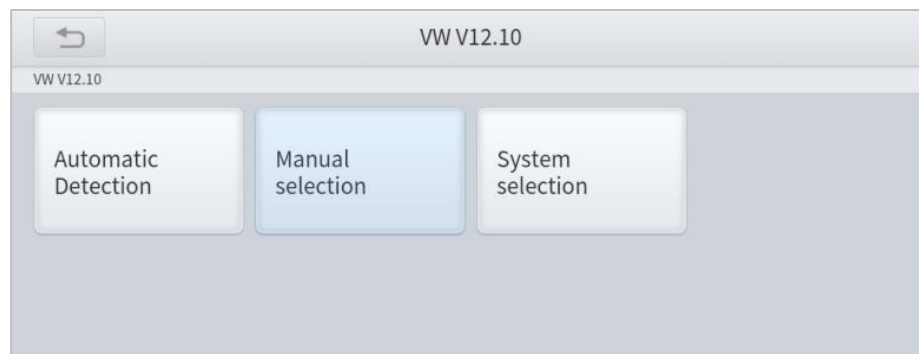 VW V12.10
VW V12.10
Automatic
Detection
Manual
selection
System
selection